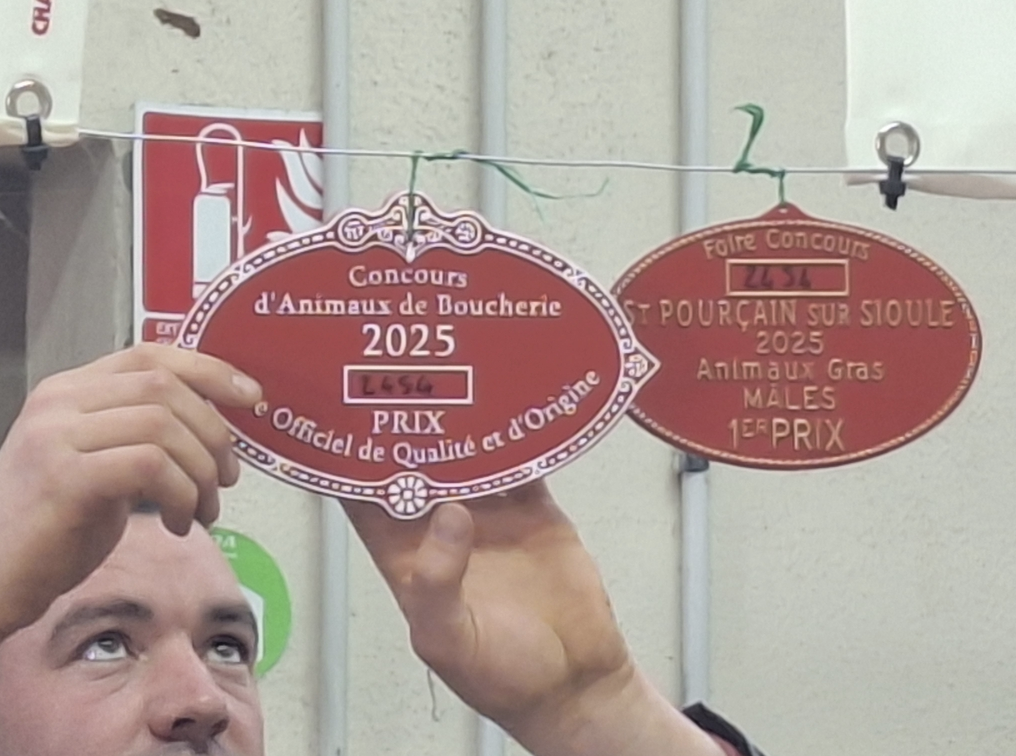 CHA
Concours
d'Animaux de Boucherie
2025
2454
PRIX
e Officiel de Qualité et d'Origine
Foire Concours
2454
ST POURÇAIN SUR SIOULE
2025
Animaux Gras
MÂLES
1ER PRIX